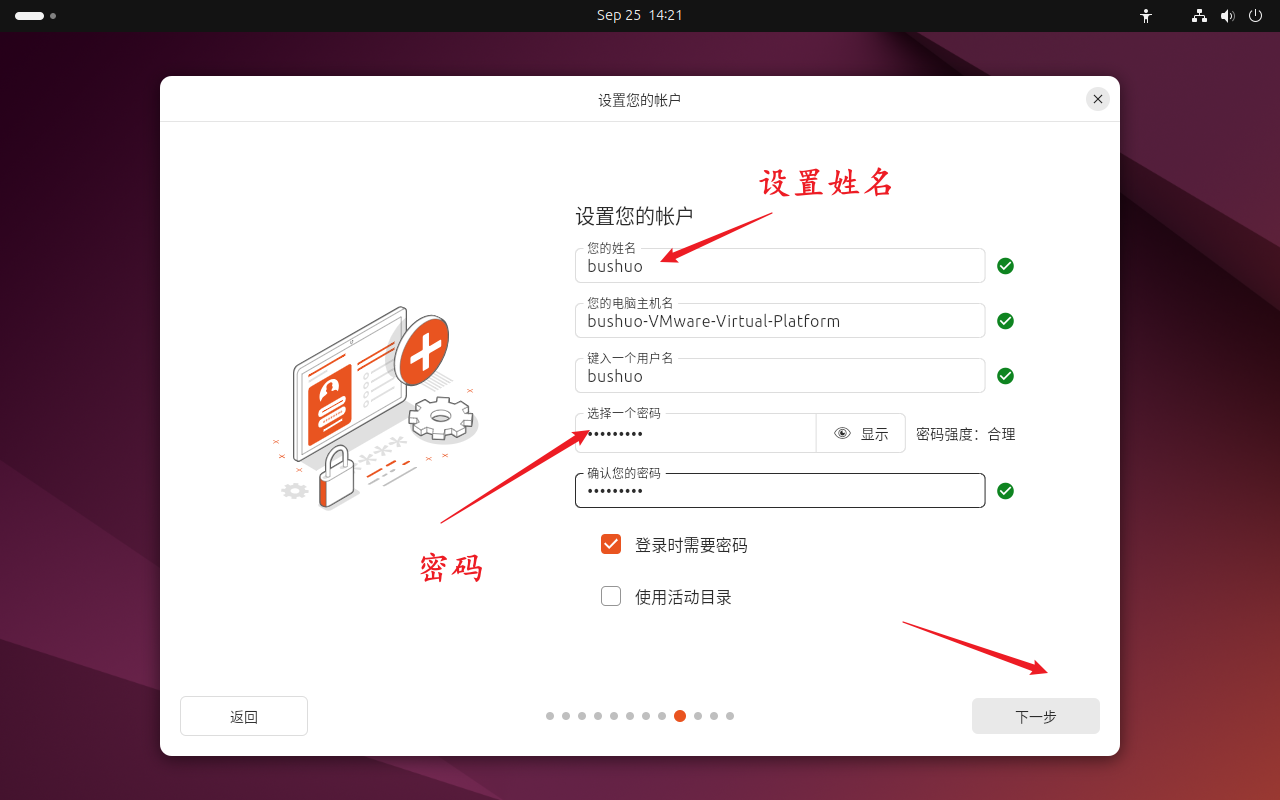 Sep 25 14:21
设置您的帐户
设置姓名
设置您的帐户
您的姓名
bushuo
您的电脑主机名
bushuo-VMware-Virtual-Platform
键入一个用户名
bushuo
选择一个密码
•••••••••
显示
密码强度：合理
确认您的密码
•••••••••
密码
登录时需要密码
使用活动目录
返回
下一步